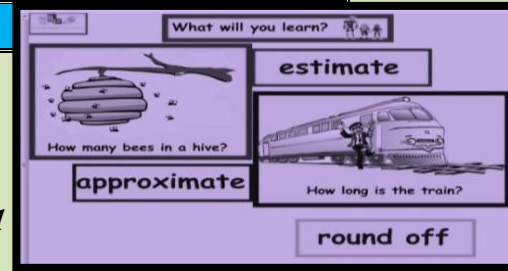 What will you learn?
estimate
How many bees in a hive?
approximate
How long is the train?
round off